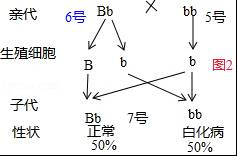 亲代 6号 Bb × bb 5号
生殖细胞 B b b 图2
子代 Bb 7号 bb
性状 正常 白化病
50% 50%